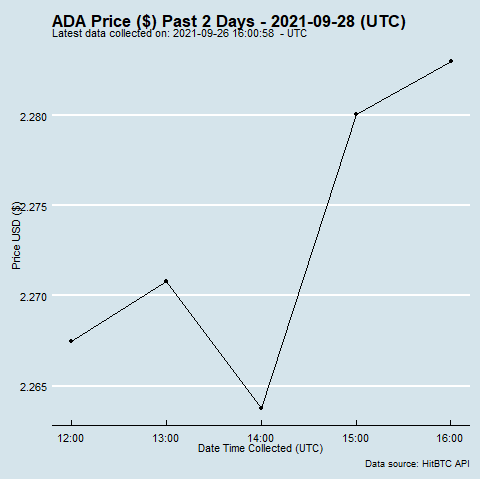 ADA Price ($) Past 2 Days - 2021-09-28 (UTC)
Latest data collected on: 2021-09-26 16:00:58 - UTC
2.280
2.275
2.270
2.265
Price USD ($)
12:00 13:00 14:00 15:00 16:00
Date Time Collected (UTC)
Data source: HitBTC API